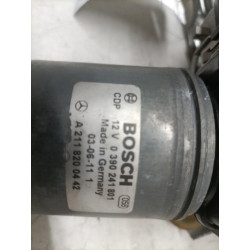 BOSCH
CDP 12 V 0 390 241 801
Made in Germany
03-06-11 1
A 211 820 04 42